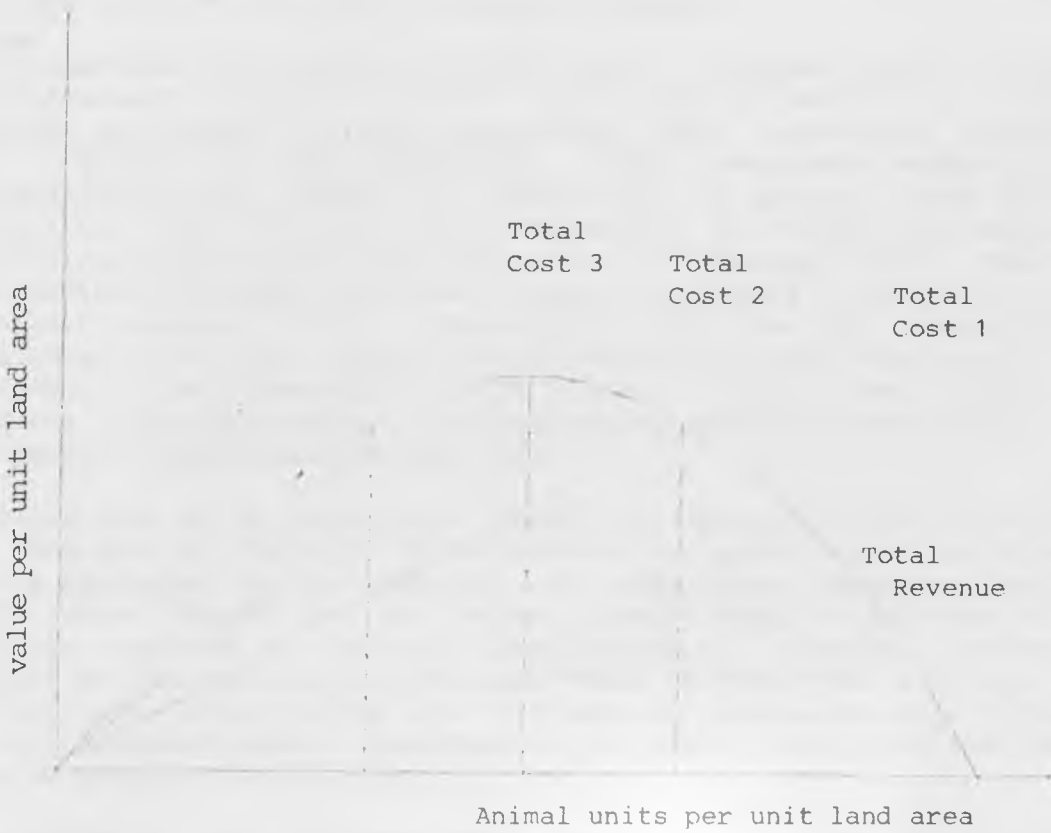 Total
Cost 3
Total
Cost 2
Total
Cost 1
value per unit land area
Total
Revenue
Animal units per unit land area